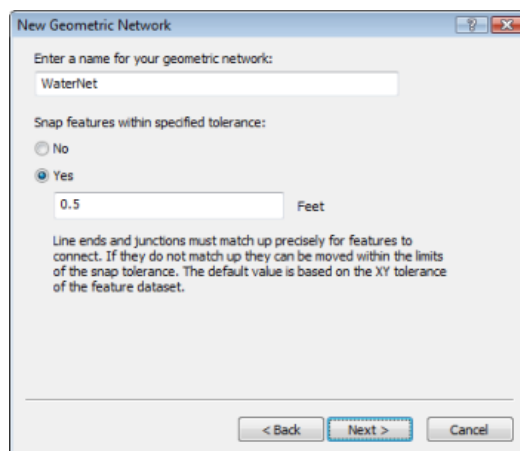 New Geometric Network
Enter a name for your geometric network:
WaterNet
Snap features within specified tolerance:
No
Yes
0.5 Feet
Line ends and junctions must match up precisely for features to
connect. If they do not match up they can be moved within the limits
of the snap tolerance. The default value is based on the XY tolerance
of the feature dataset.
< Back Next > Cancel